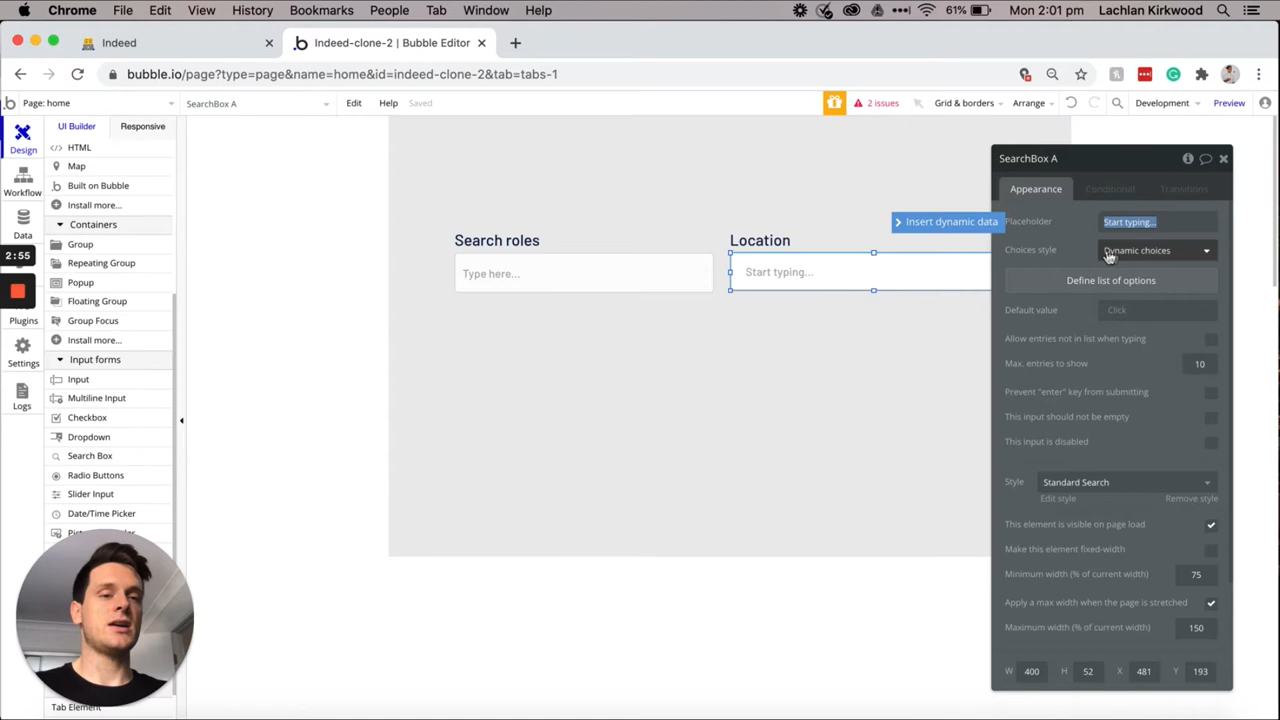 Chrome File Edit View History Bookmarks People Tab Window Help 61% Mon 2:01 pm Lachlan Kirkwood
Indeed
Indeed-clone-2 | Bubble Editor
bubble.io/page?type=page&name=home&id=indeed-clone-2&tab=tabs-1
Page: home
SearchBox A
Edit
Help
Saved
2 issues
Grid & borders
Arrange
Development
Preview
UI Builder
Responsive
Design
Workflow
Data
2:55
Plugins
Settings
Logs
HTML
Map
Built on Bubble
Install more...
Containers
Group
Repeating Group
Popup
Floating Group
Group Focus
Install more...
Input forms
Input
Multiline Input
Checkbox
Dropdown
Search Box
Radio Buttons
Slider Input
Date/Time Picker
Tab Element
Search roles
Type here...
Location
Start typing...
Insert dynamic data
SearchBox A
Appearance
Conditional
Transitions
Placeholder
Start typing...
Choices style
Dynamic choices
Define list of options
Default value
Click
Allow entries not in list when typing
Max. entries to show
10
Prevent "enter" key from submitting
This input should not be empty
This input is disabled
Style
Standard Search
Edit style
Remove style
This element is visible on page load
Make this element fixed-width
Minimum width (% of current width)
75
Apply a max width when the page is stretched
Maximum width (% of current width)
150
W 400 H 52 X 481 Y 193